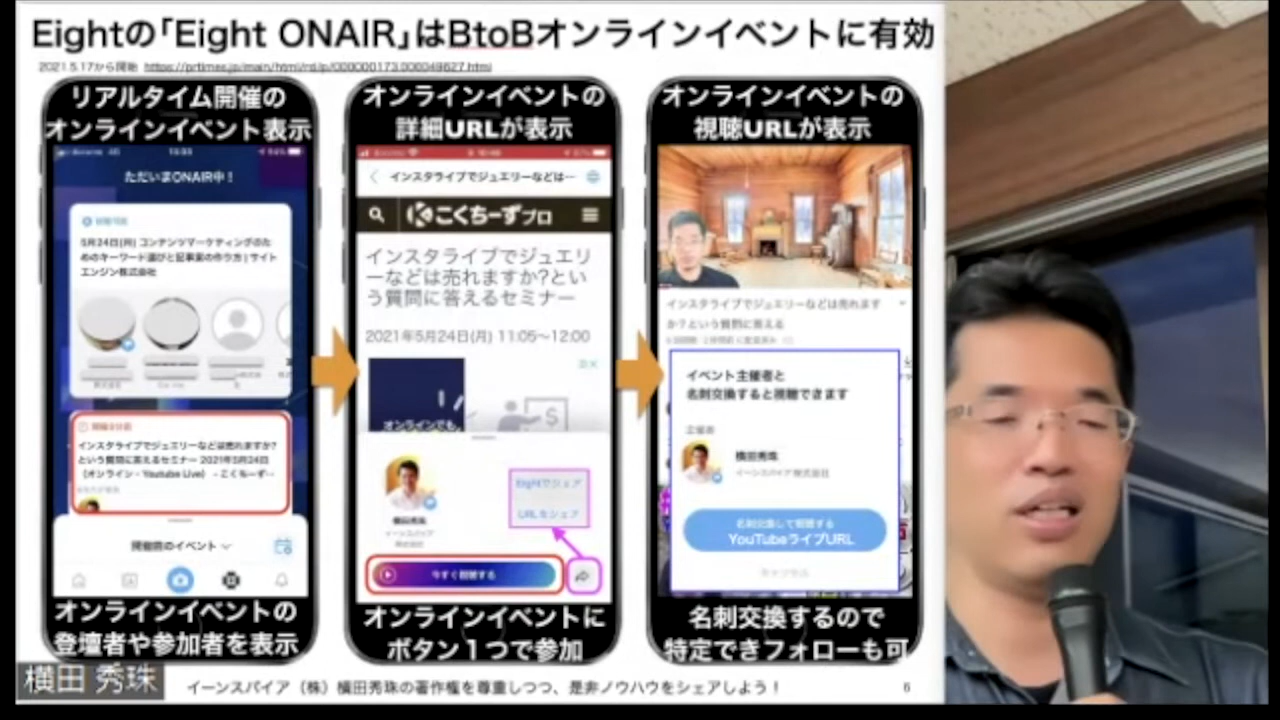 Eightの「Eight ONAIR」はBtoBオンラインイベントに有効
2021.5.17から開始 https://prtimes.jp/main/html/rd/p/000000173.000049627.html
リアルタイム開催の
オンラインイベント表示
ただいまONAIR中！
5月24日(月) コンテンツマーケティングのた
めのキーワード選びと記事案の作り方 | サイト
エンジン株式会社
インスタライブでジュエリーなどは売れますか?
という質問に答えるセミナー 2021年5月24日
(オンライン・Youtube Live) - こくちーず…
開催前のイベント
オンラインイベントの
登壇者や参加者を表示
オンラインイベントの
詳細URLが表示
インスタライブでジュエリーなどは…
こくちーずプロ
インスタライブでジュエリ
ーなどは売れますか?とい
う質問に答えるセミナー
2021年5月24日(月) 11:05〜12:00
オンラインでも、
横田秀珠
イーンスパイア
株式会社
Eightでシェア
URLをシェア
今すぐ視聴する
オンラインイベントに
ボタン１つで参加
オンラインイベントの
視聴URLが表示
インスタライブでジュエリーなどは売れます
か？という質問に答える
イベント主催者と
名刺交換すると視聴できます
主催者
横田秀珠
イーンスパイア株式会社
名刺交換して視聴する
YouTubeライブURL
キャンセル
名刺交換するので
特定できフォローも可
横田 秀珠
イーンスパイア（株）横田秀珠の著作権を尊重しつつ、是非ノウハウをシェアしよう！
6